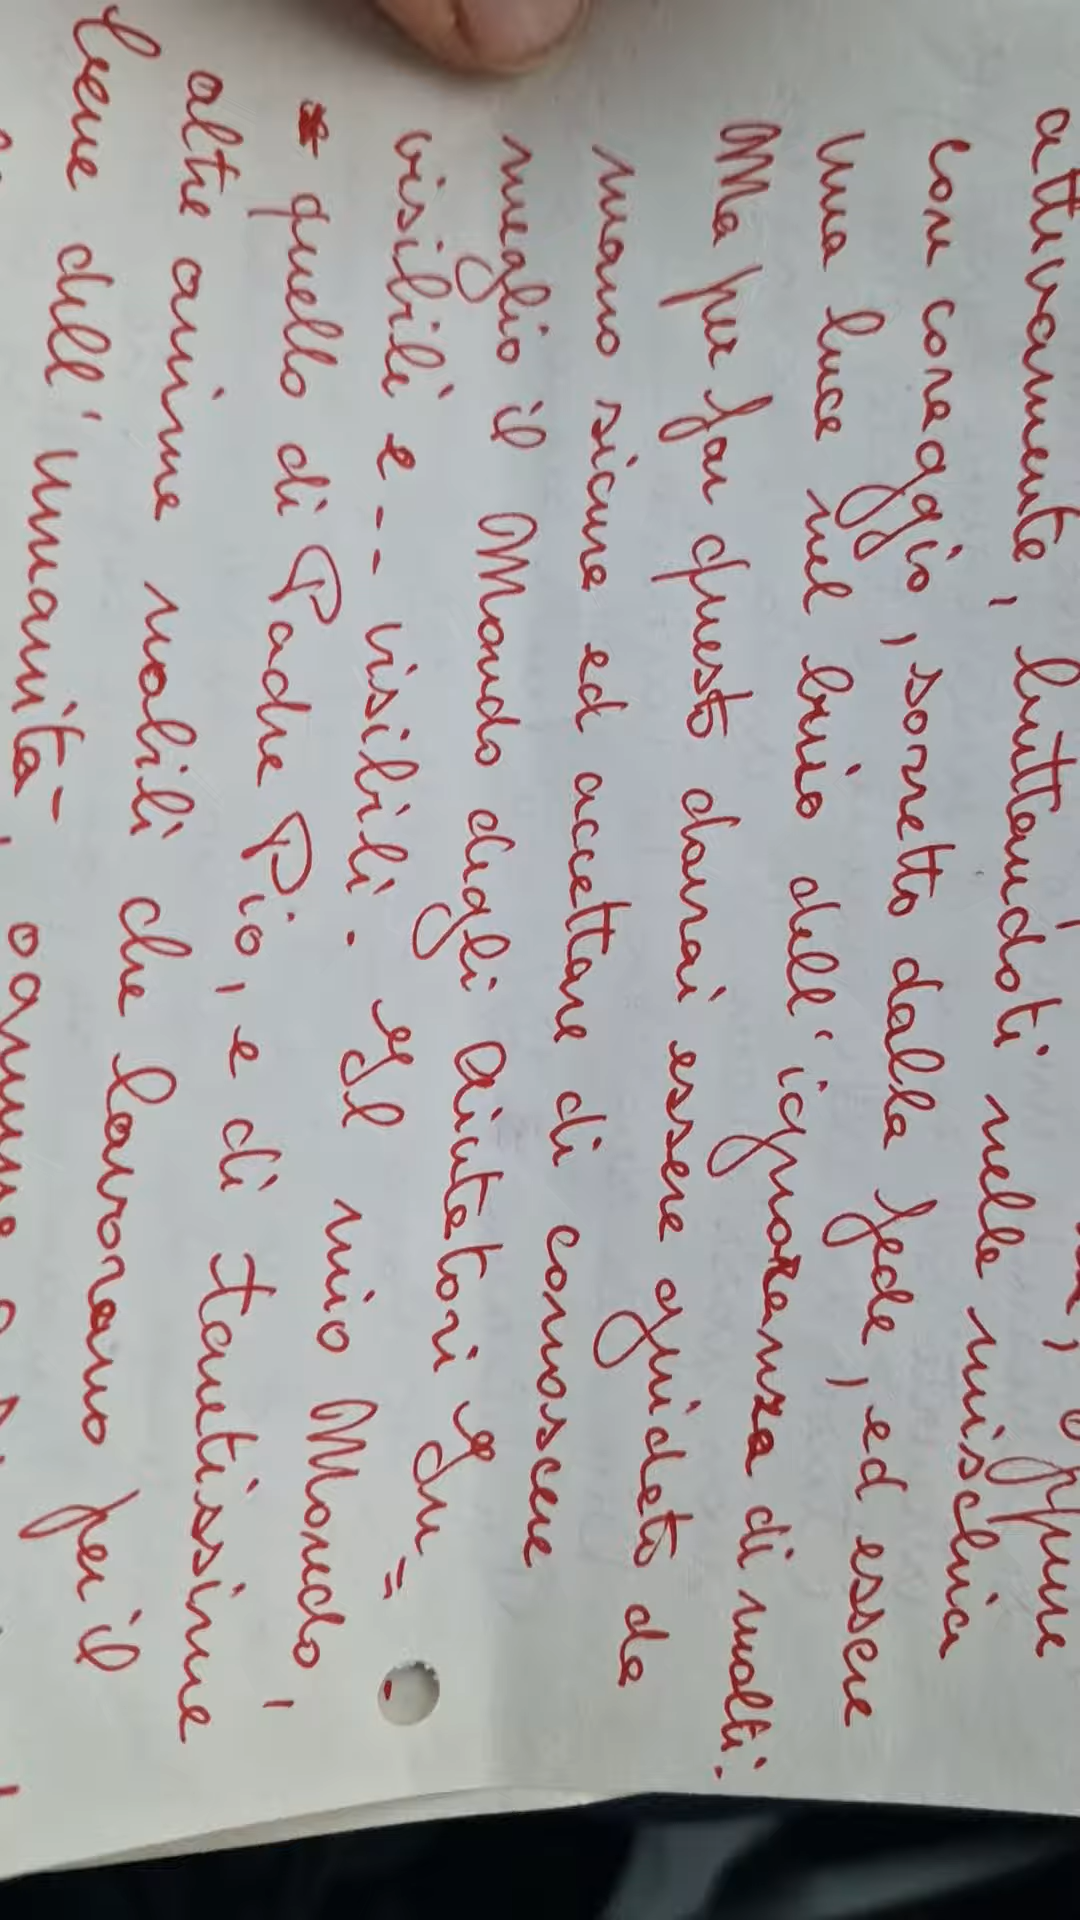 oppure
attivamente, buttandoti nella mischia
con coraggio, sorretto dalla fede, ed essere
una luce nel buio dell'ignoranza di molti.
Ma per far questo dovrai essere guidato da
mano sicura ed accettare di conoscere
meglio il Mondo degli Aiutatori In=
visibili e -- visibili. Il mio Mondo,
quello di Padre Pio, e di tantissime
altre anime nobili che lavorano per il
bene dell'umanità, ognuno